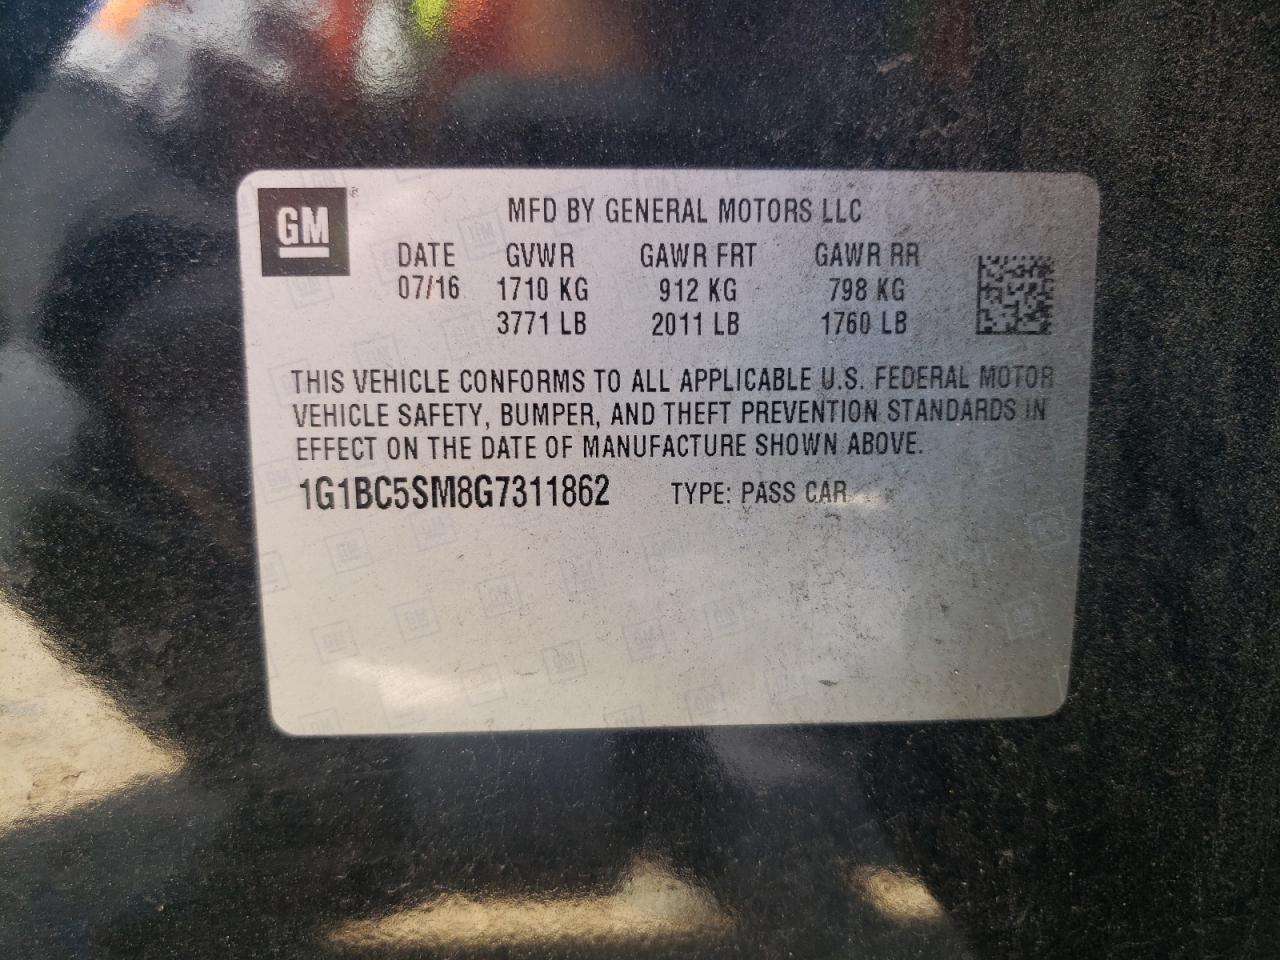 GM
®
MFD BY GENERAL MOTORS LLC
DATE GVWR GAWR FRT GAWR RR
07/16 1710 KG 912 KG 798 KG
3771 LB 2011 LB 1760 LB
THIS VEHICLE CONFORMS TO ALL APPLICABLE U.S. FEDERAL MOTOR
VEHICLE SAFETY, BUMPER, AND THEFT PREVENTION STANDARDS IN
EFFECT ON THE DATE OF MANUFACTURE SHOWN ABOVE.
1G1BC5SM8G7311862 TYPE: PASS CAR